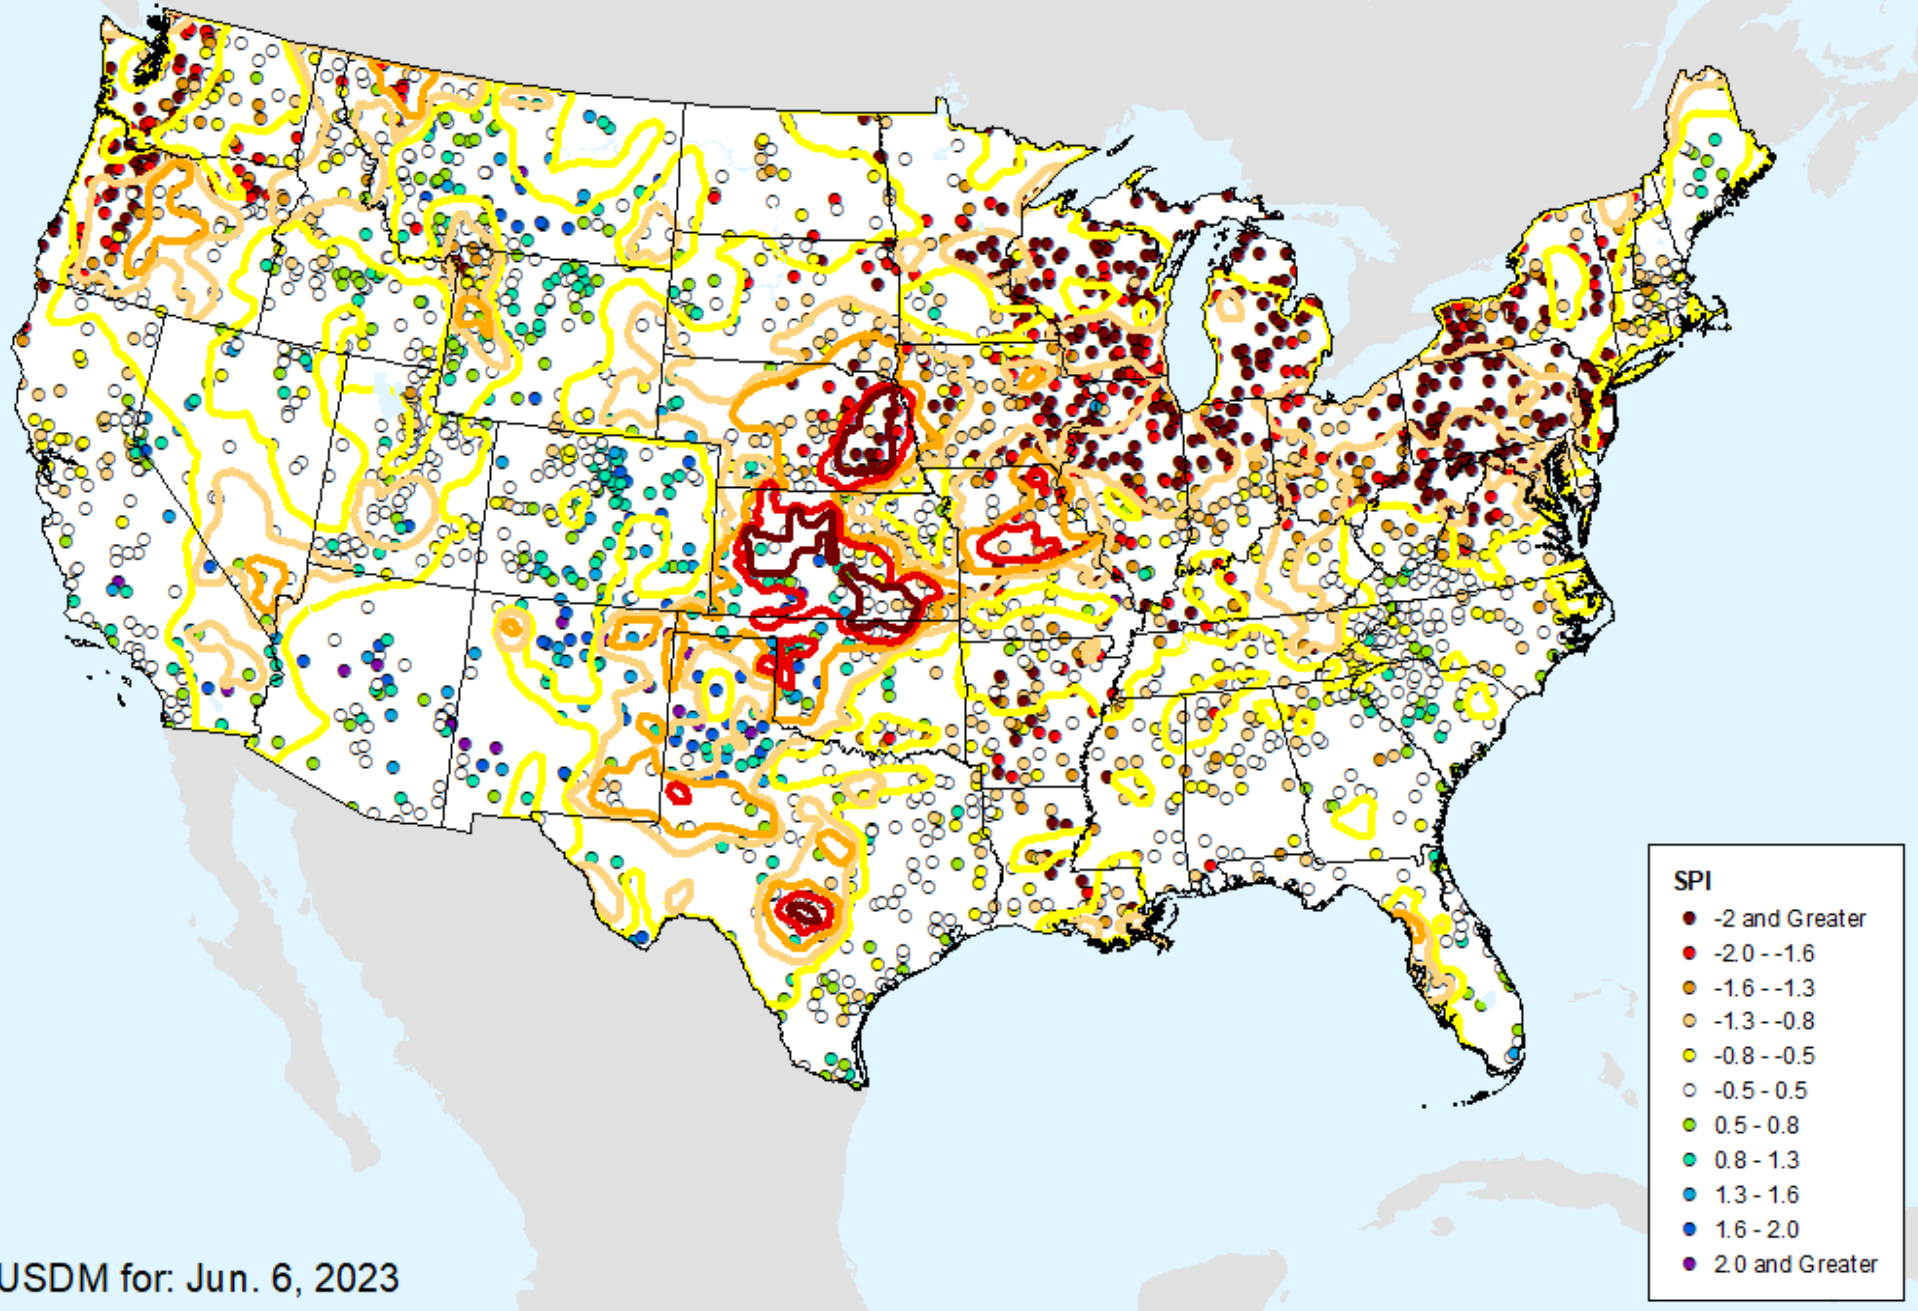 SPI
-2 and Greater
-2.0 - -1.6
-1.6 - -1.3
-1.3 - -0.8
-0.8 - -0.5
-0.5 - 0.5
0.5 - 0.8
0.8 - 1.3
1.3 - 1.6
1.6 - 2.0
2.0 and Greater
USDM for: Jun. 6, 2023